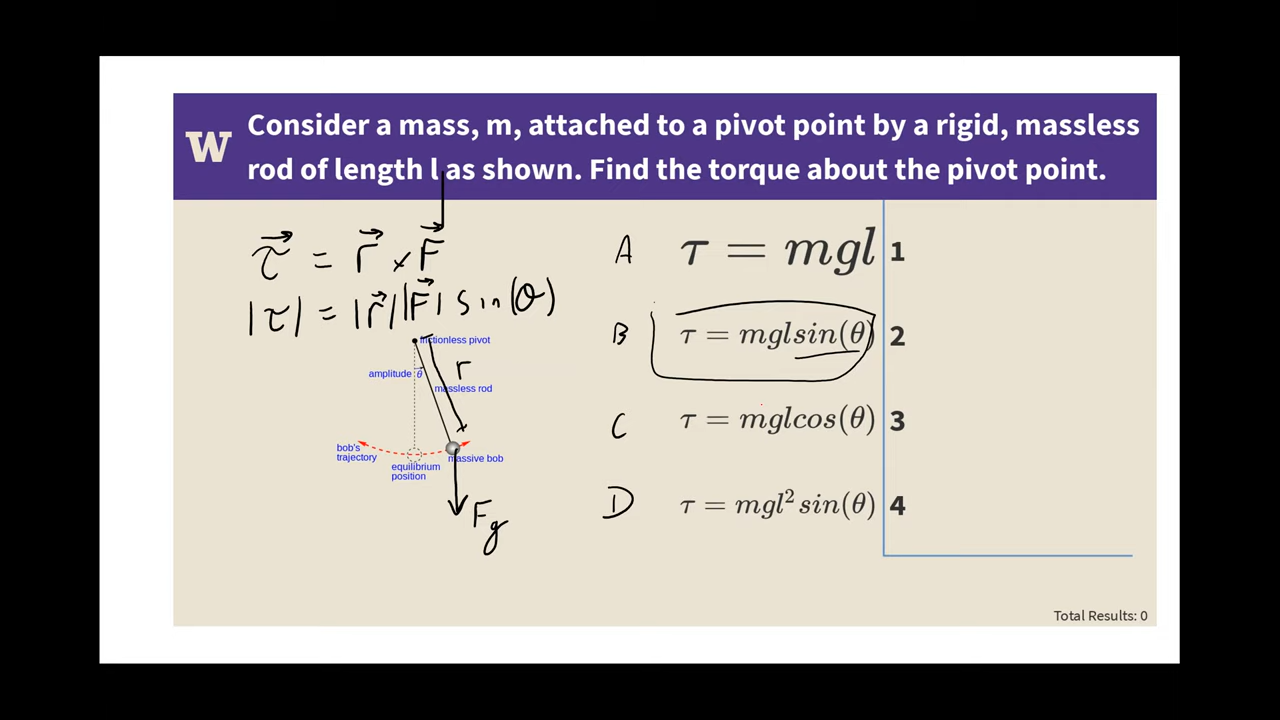 W
Consider a mass, m, attached to a pivot point by a rigid, massless
rod of length l as shown. Find the torque about the pivot point.
τ⃗ = r⃗ × F⃗
|τ| = |r⃗||F⃗| sin(θ)
frictionless pivot
amplitude θ
r
massless rod
bob's
trajectory
equilibrium
position
massive bob
Fg
A τ = mgl 1
B τ = mglsin(θ) 2
C τ = mglcos(θ) 3
D τ = mgl²sin(θ) 4
Total Results: 0